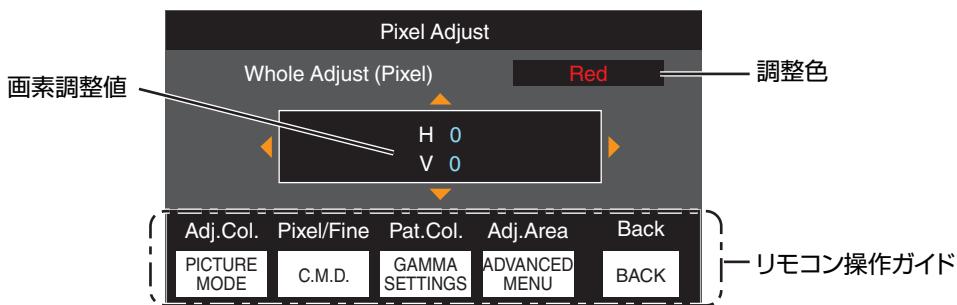 Pixel Adjust
Whole Adjust (Pixel) Red
調整色
画素調整値
H 0
V 0
Adj.Col. Pixel/Fine Pat.Col. Adj.Area Back
PICTURE MODE C.M.D. GAMMA SETTINGS ADVANCED MENU BACK
リモコン操作ガイド